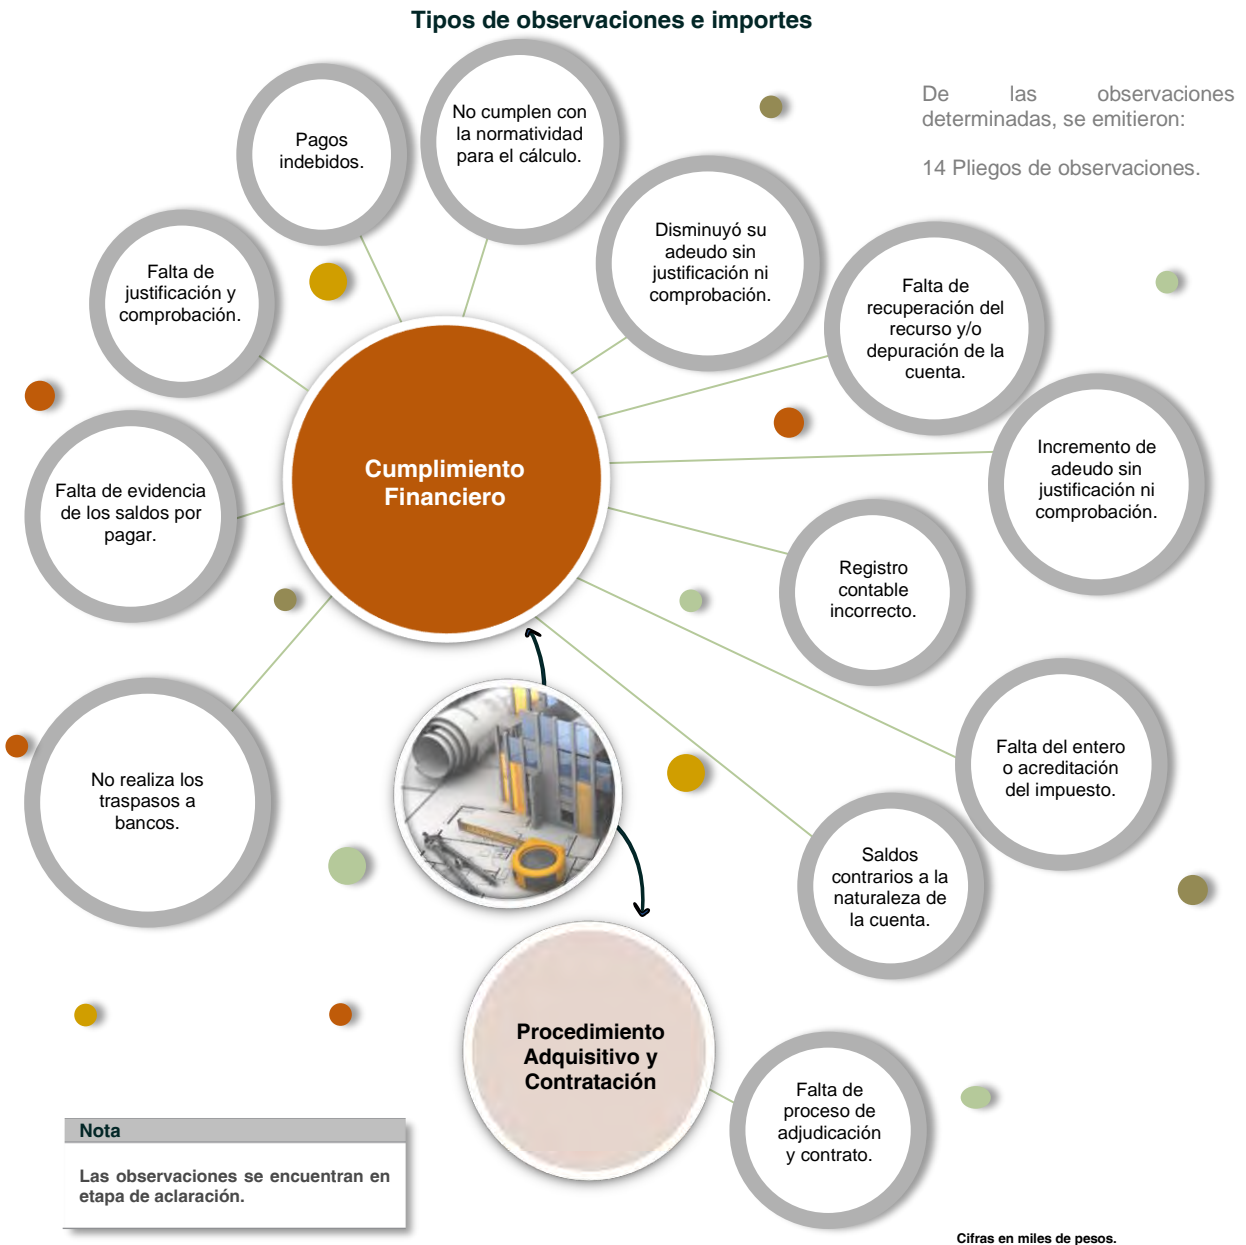 Tipos de observaciones e importes
De las observaciones
determinadas, se emitieron:
14 Pliegos de observaciones.
No cumplen con
la normatividad
para el cálculo.
Pagos
indebidos.
Disminuyó su
adeudo sin
justificación ni
comprobación.
Falta de
justificación y
comprobación.
Falta de
recuperación del
recurso y/o
depuración de la
cuenta.
Incremento de
adeudo sin
justificación ni
comprobación.
Cumplimiento
Financiero
Falta de evidencia
de los saldos por
pagar.
Registro
contable
incorrecto.
Falta del entero
o acreditación
del impuesto.
No realiza los
traspasos a
bancos.
Saldos
contrarios a la
naturaleza de
la cuenta.
Procedimiento
Adquisitivo y
Contratación
Falta de
proceso de
adjudicación
y contrato.
Nota
Las observaciones se encuentran en
etapa de aclaración.
Cifras en miles de pesos.